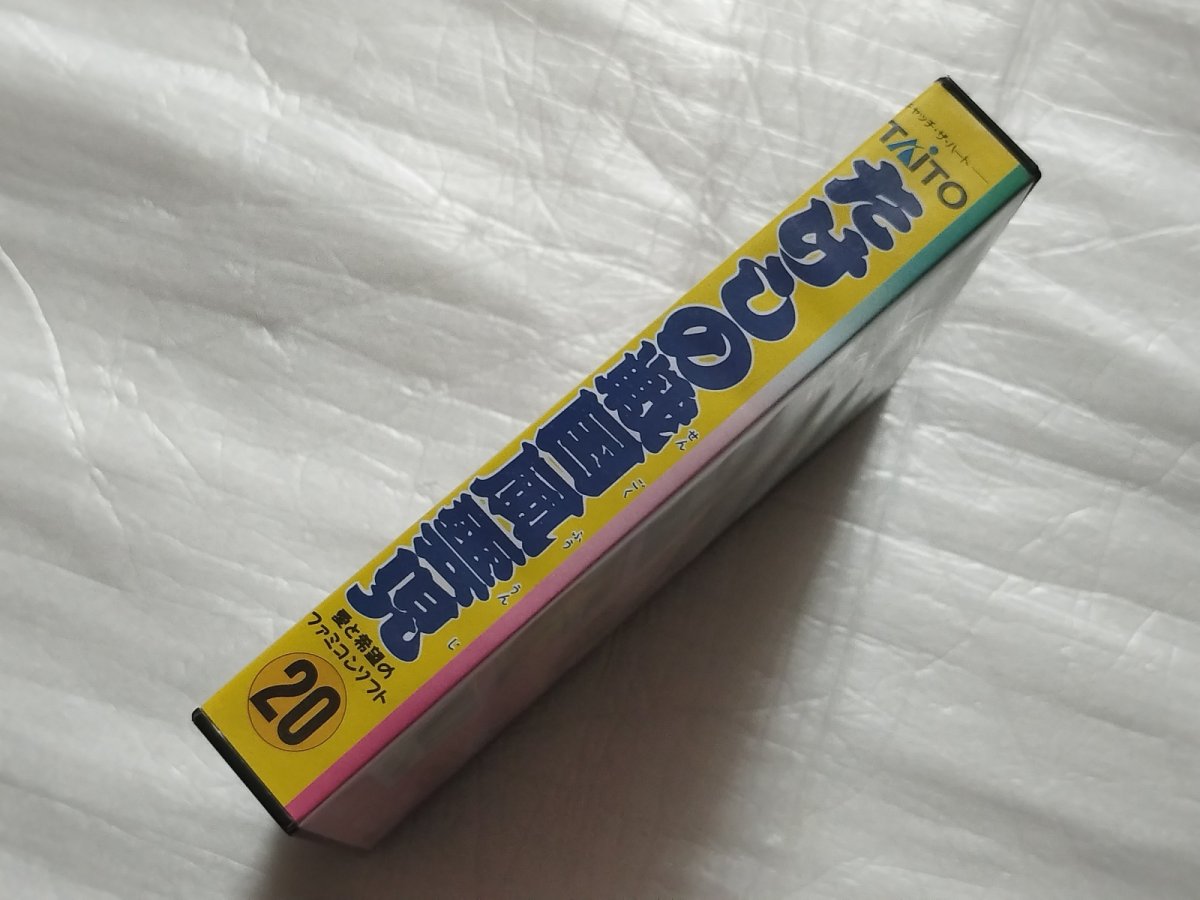 キャッチ・ザ・ハート
TAITO
たけしの戦国風雲児
せんごくふううんじ
愛と希望の
ファミコンソフト
20